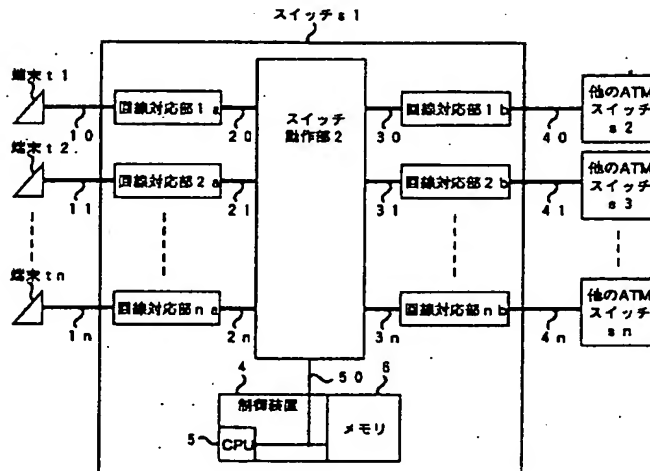 スイッチs1
端末t1
10
回線対応部1a
20
スイッチ
動作部2
30
回線対応部1b
40
他のATM
スイッチ
s2
端末t2
11
回線対応部2a
21
31
回線対応部2b
41
他のATM
スイッチ
s3
端末tn
1n
回線対応部na
2n
3n
回線対応部nb
4n
他のATM
スイッチ
sn
50
4
制御装置
5
CPU
6
メモリ